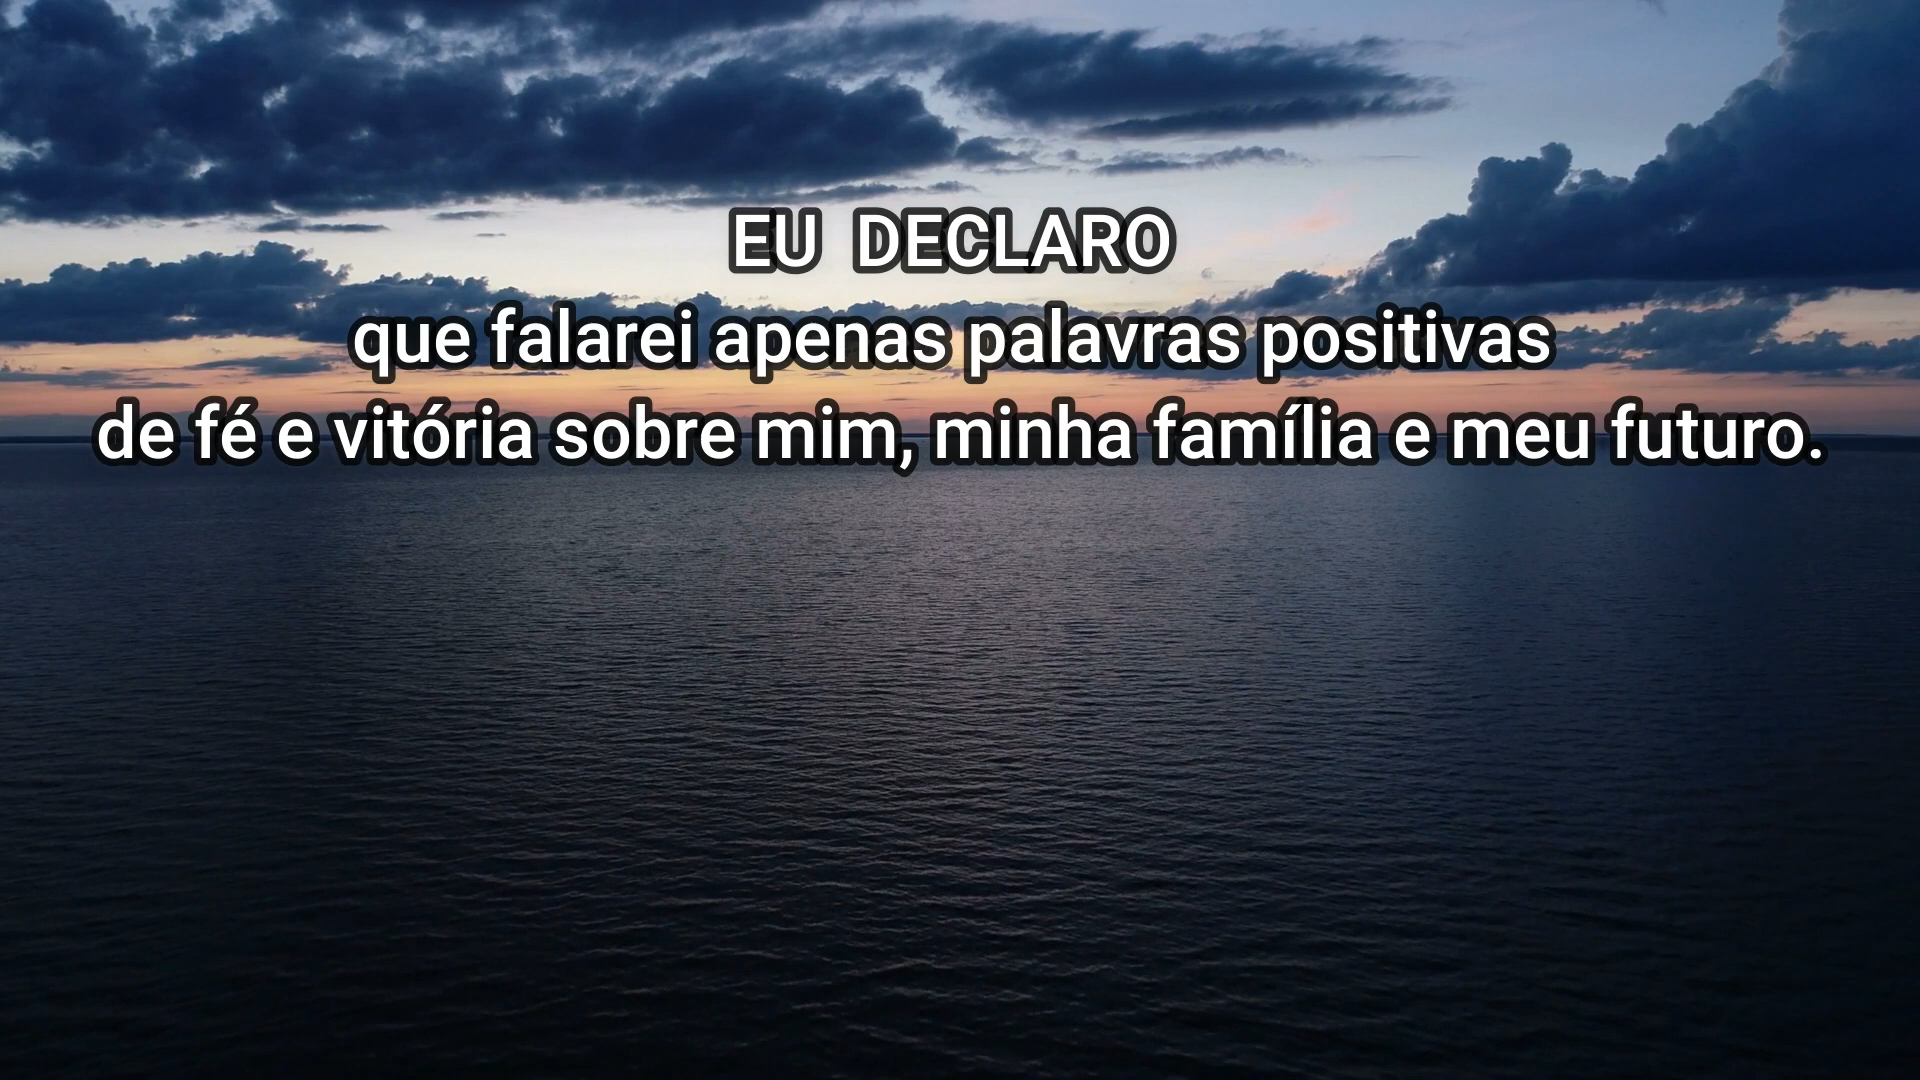 EU DECLARO
que falarei apenas palavras positivas
de fé e vitória sobre mim, minha família e meu futuro.